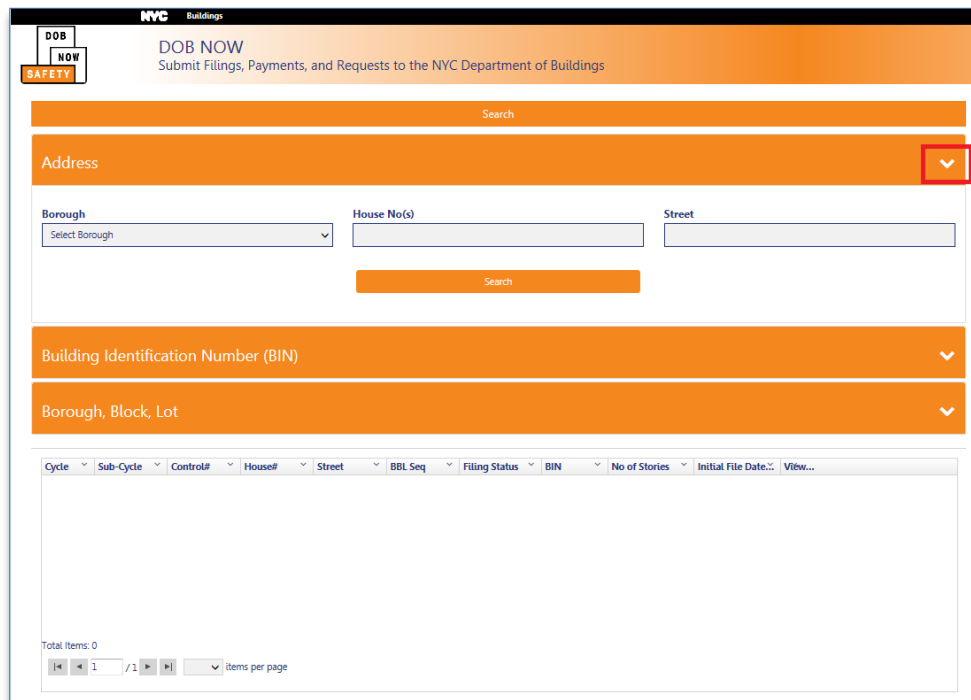 NYC Buildings
DOB
NOW
SAFETY
DOB NOW
Submit Filings, Payments, and Requests to the NYC Department of Buildings
Search
Address
Borough House No(s) Street
Select Borough
Search
Building Identification Number (BIN)
Borough, Block, Lot
Cycle Sub-Cycle Control# House# Street BBL Seq Filing Status BIN No of Stories Initial File Date... View...
Total Items: 0
1 / 1 items per page